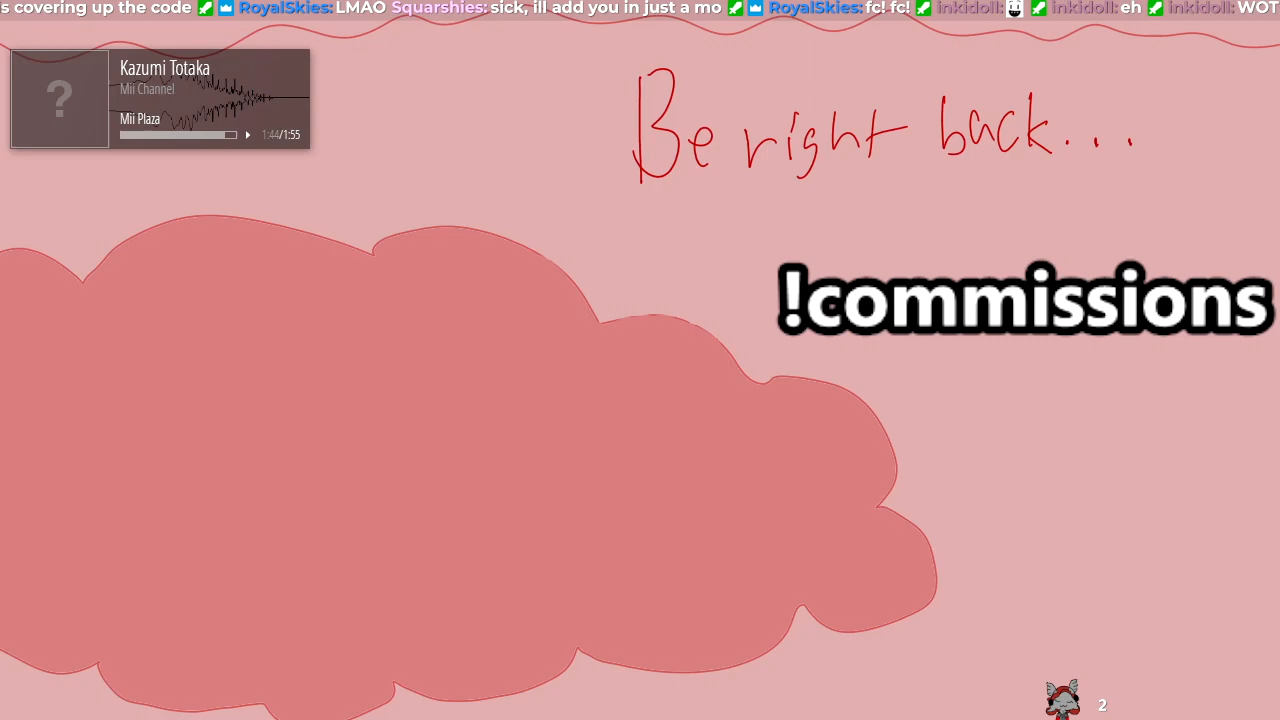 s covering up the code RoyalSkies: LMAO Squarshies: sick, ill add you in just a mo RoyalSkies: fc! fc! inkidoll: inkidoll: eh inkidoll: WOT
?
Kazumi Totaka
Mii Channel
Mii Plaza
1:44/1:55
Be right back...
!commissions
2